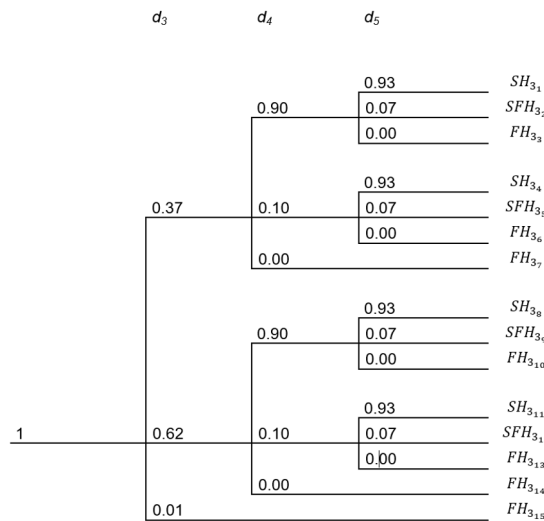 d₃ d₄ d₅
0.93 SH₃₁
0.90 0.07 SFH₃₂
0.00 FH₃₃
0.93 SH₃₄
0.37 0.10 0.07 SFH₃₅
0.00 FH₃₆
0.00 FH₃₇
0.93 SH₃₈
0.90 0.07 SFH₃₉
0.00 FH₃₁₀
0.93 SH₃₁₁
1 0.62 0.10 0.07 SFH₃₁
0.00 FH₃₁₃
0.00 FH₃₁₄
0.01 FH₃₁₅